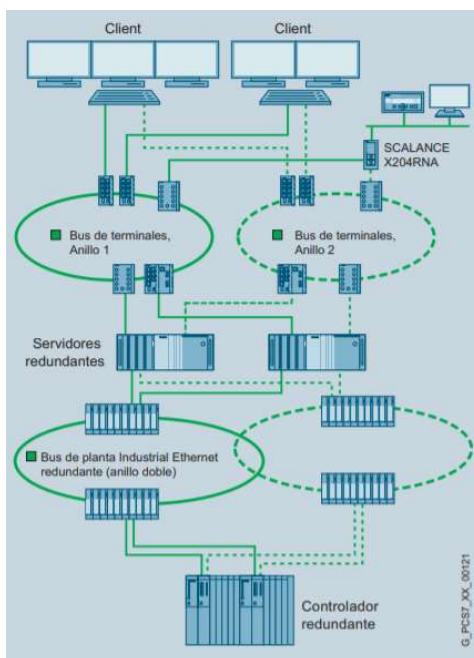 Client
Client
SCALANCE
X204RNA
Bus de terminales,
Anillo 1
Bus de terminales,
Anillo 2
Servidores
redundantes
Bus de planta Industrial Ethernet
redundante (anillo doble)
Controlador
redundante
G_PCS7_XX_00121